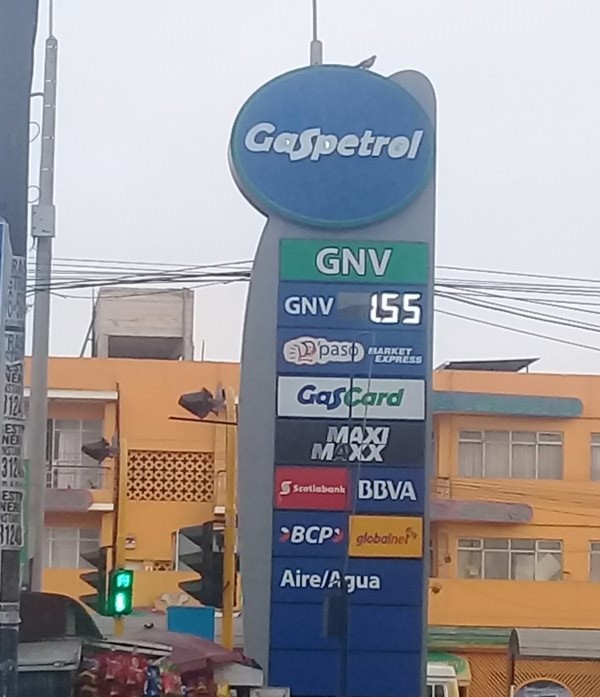 Gaspetrol
GNV
GNV 1.55
D'paso MARKET
EXPRESS
GasCard
MAXI
MAXX
Scotiabank BBVA
BCP globalnet
Aire/Agua